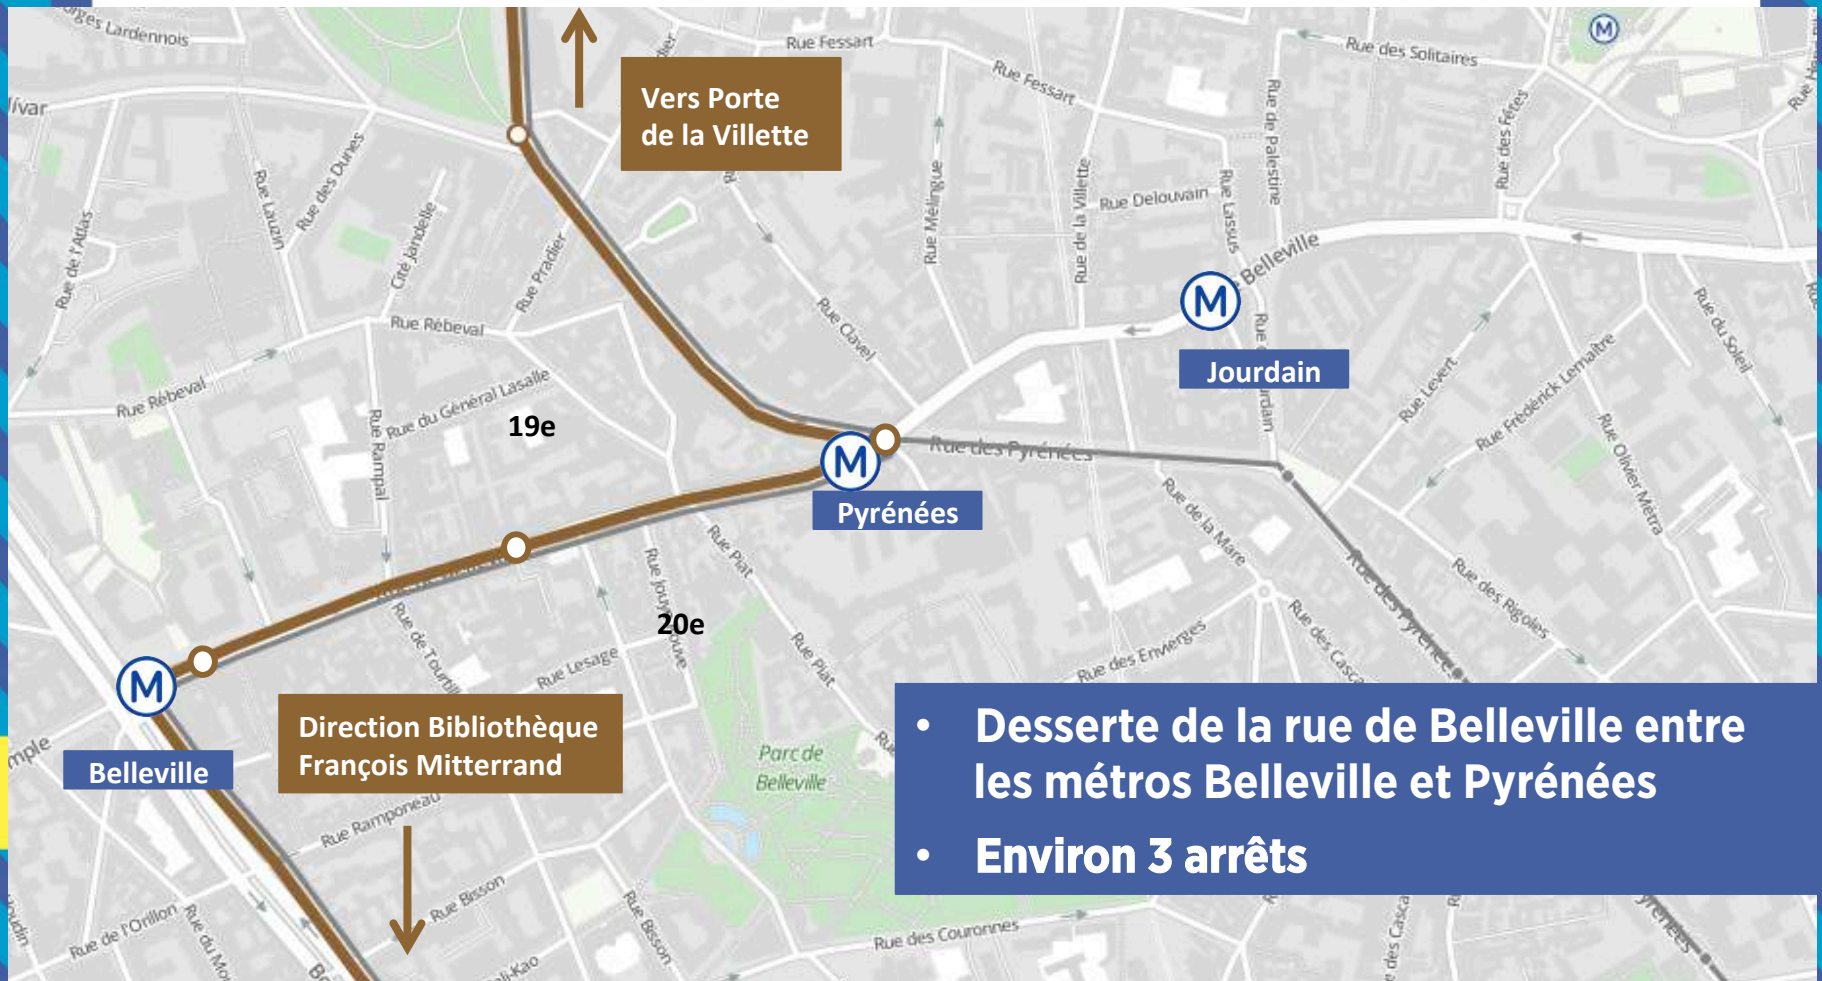 Lardennois
Rue Fessart
Rue des Solitaires
M
Rue Fessart
Vers Porte
de la Villette
Rue de Palestine
Rue des Fêtes
Rue des Dunes
Rue Lauzin
Rue Mélingue
Rue de la Villette
Rue Delouvain
Rue Lassus
Cité Jandelle
Rue de l'Atlas
Rue Pradier
Belleville
M
Jourdain
Rue Rébeval
Rue Clavel
Rue du Soleil
Rue Rébeval
Rue du Général Lasalle
Rue Rampal
19e
Rue Levert
Rue Frédérick Lemaître
Rue Olivier Métra
Rue des Pyrénées
M
Pyrénées
Rue de la Mare
Rue Piat
Rue des Pyrénées
Rue des Rigoles
Rue des Cascades
20e
Rue Piat
Rue des Envierges
Rue Lesage
M
Belleville
Direction Bibliothèque
François Mitterrand
Parc de
Belleville
• Desserte de la rue de Belleville entre
les métros Belleville et Pyrénées
• Environ 3 arrêts
Rue Ramponeau
Rue Bisson
Rue Bisson
Rue de l'Orillon
Rue des Couronnes